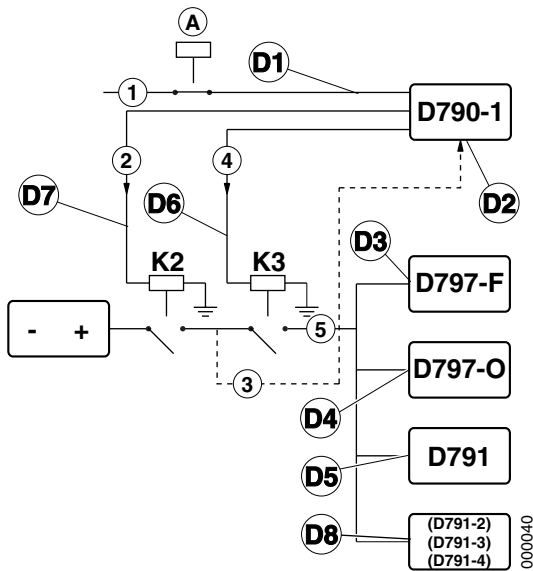 A
D1
1
D790-1
2
4
D7
D6
D2
D3
K2
K3
D797-F
- +
5
D797-O
3
D4
D791
D5
D8
(D791-2)
(D791-3)
(D791-4)
000040